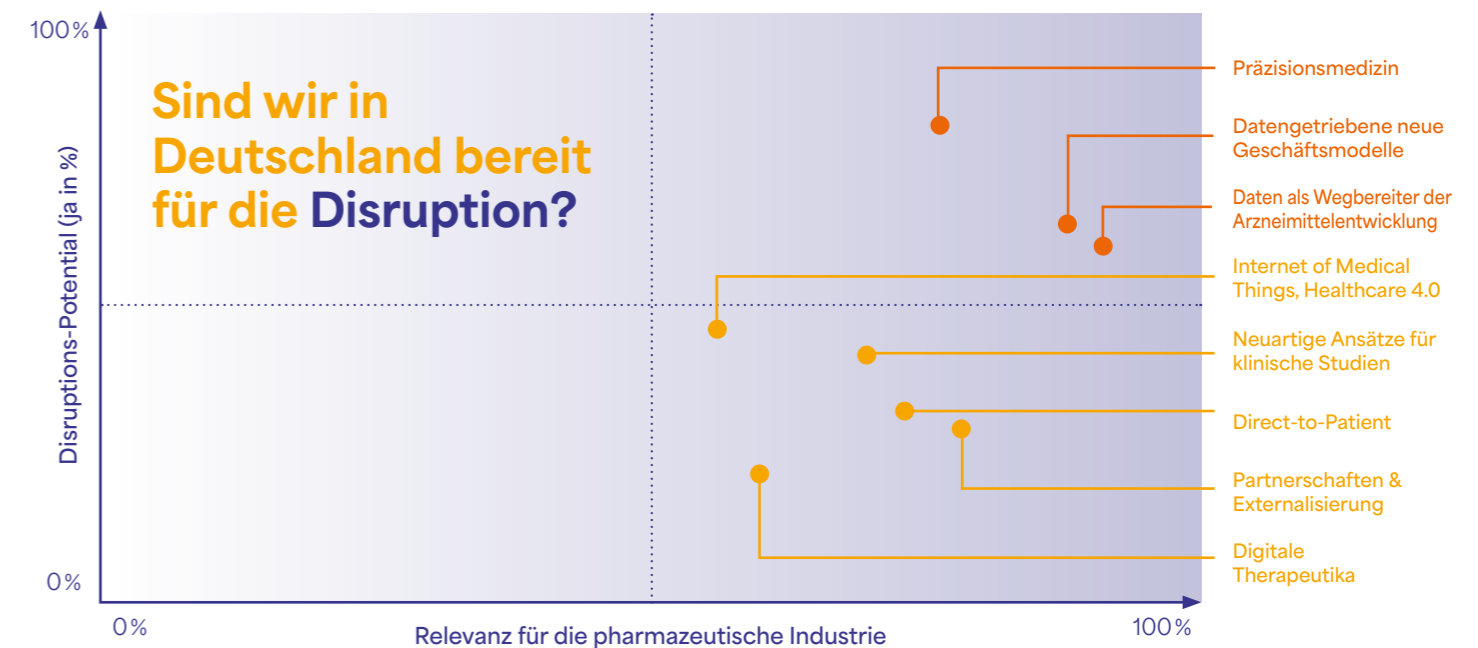 100 %
Sind wir in
Deutschland bereit
für die Disruption?
Disruptions-Potential (ja in %)
Präzisionsmedizin
Datengetriebene neue
Geschäftsmodelle
Daten als Wegbereiter der
Arzneimittelentwicklung
Internet of Medical
Things, Healthcare 4.0
Neuartige Ansätze für
klinische Studien
Direct-to-Patient
Partnerschaften &
Externalisierung
Digitale
Therapeutika
0 %
0 %
Relevanz für die pharmazeutische Industrie
100 %